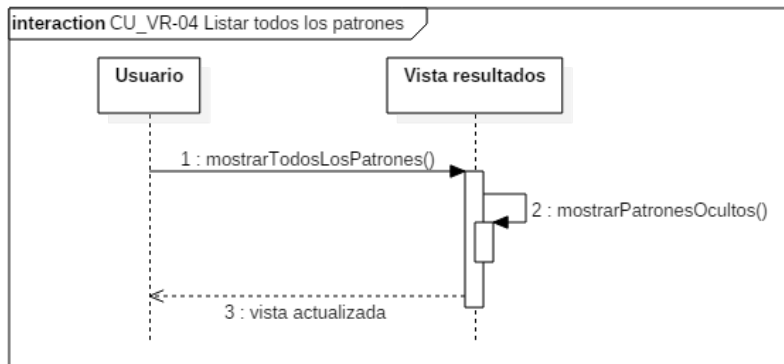 interaction CU_VR-04 Listar todos los patrones
Usuario
Vista resultados
1 : mostrarTodosLosPatrones()
2 : mostrarPatronesOcultos()
3 : vista actualizada